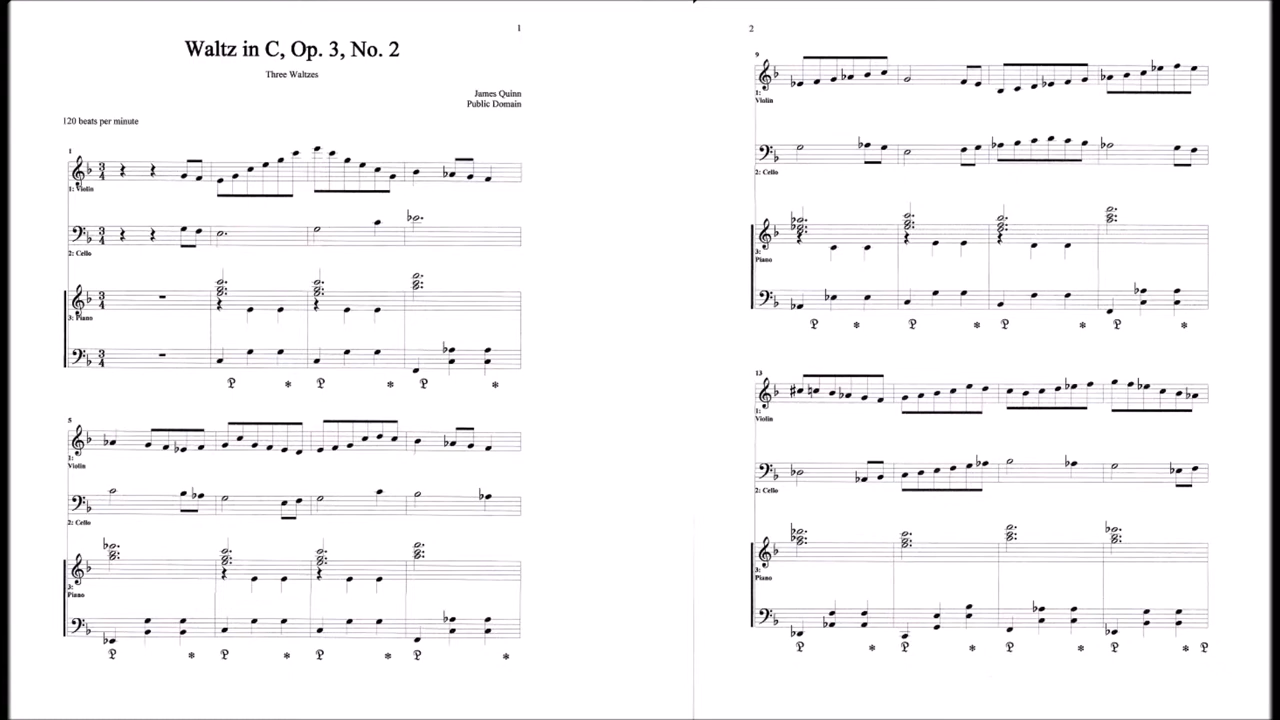 1
Waltz in C, Op. 3, No. 2
Three Waltzes
James Quinn
Public Domain
120 beats per minute
1
1: Violin
2: Cello
3: Piano
5
1:
Violin
2: Cello
3:
Piano
2
9
1:
Violin
2: Cello
3:
Piano
13
1:
Violin
2: Cello
3:
Piano